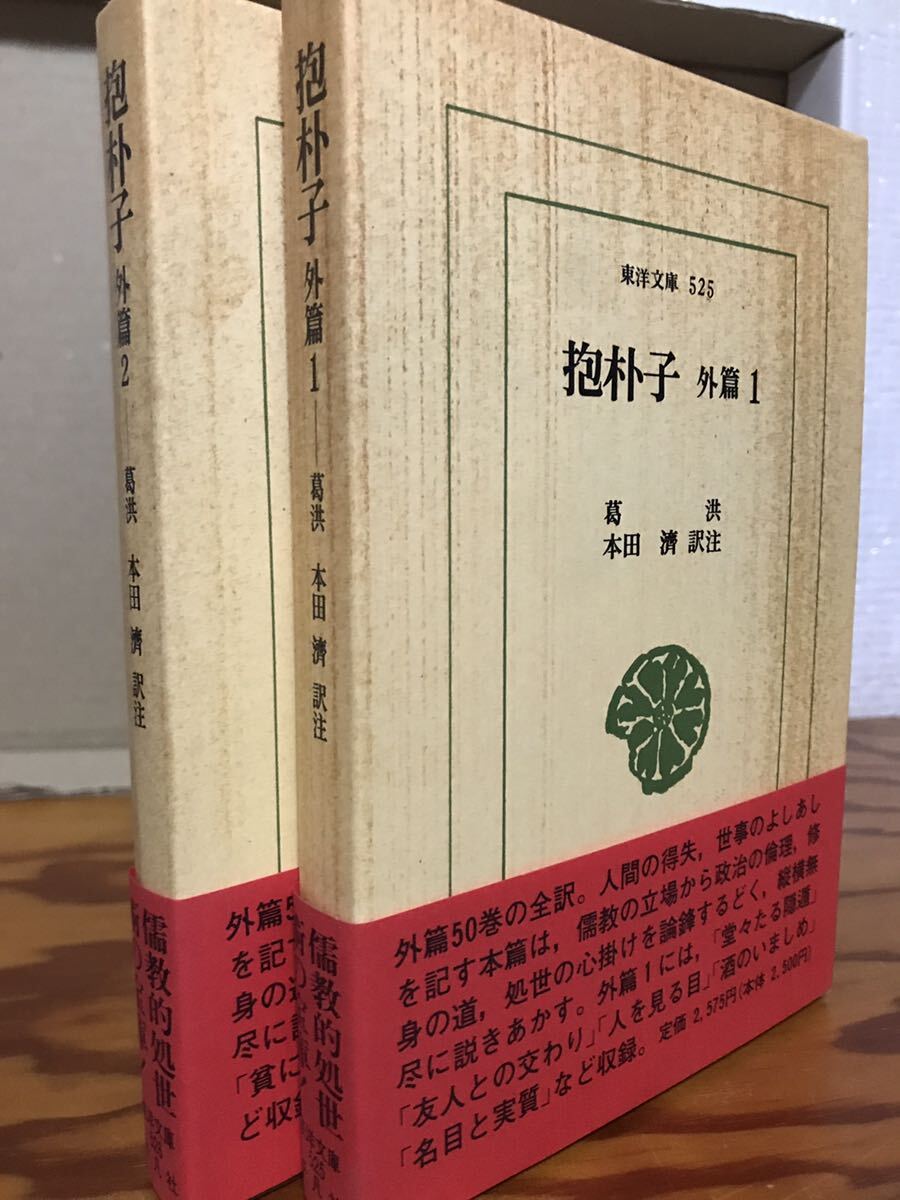 抱朴子 外篇2 葛洪 本田 濟 訳注
抱朴子 外篇1 葛洪 本田 濟 訳注
東洋文庫 525
抱朴子 外篇 1
葛 洪
本田 濟 訳注
外篇5
を記
身の
尽に
「貧に
ど収録
儒教的処世
儒教的処世
外篇50巻の全訳。人間の得失，世事のよしあし
を記す本篇は，儒教の立場から政治の倫理，修
身の道，処世の心掛けを論鋒するどく，縦横無
尽に説きあかす。外篇1には，「堂々たる隠遁」
「友人との交わり」「人を見る目」「酒のいましめ」
「名目と実質」など収録。 定価 2,575円(本体 2,500円)